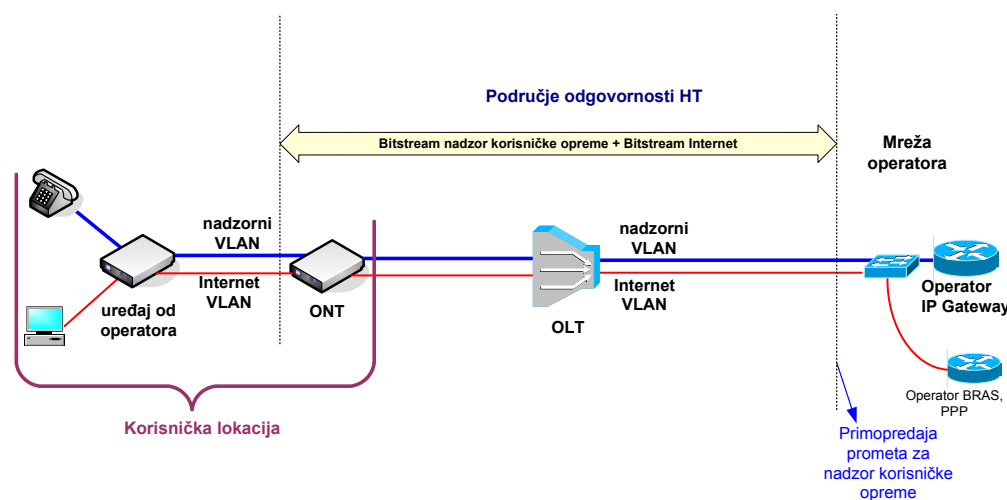 Područje odgovornosti HT
Bitstream nadzor korisničke opreme + Bitstream Internet
Mreža
operatora
nadzorni
VLAN
Internet
VLAN
uređaj od
operatora
ONT
OLT
nadzorni
VLAN
Internet
VLAN
Operator
IP Gateway
Operator BRAS,
PPP
Korisnička lokacija
Primopredaja
prometa za
nadzor korisničke
opreme